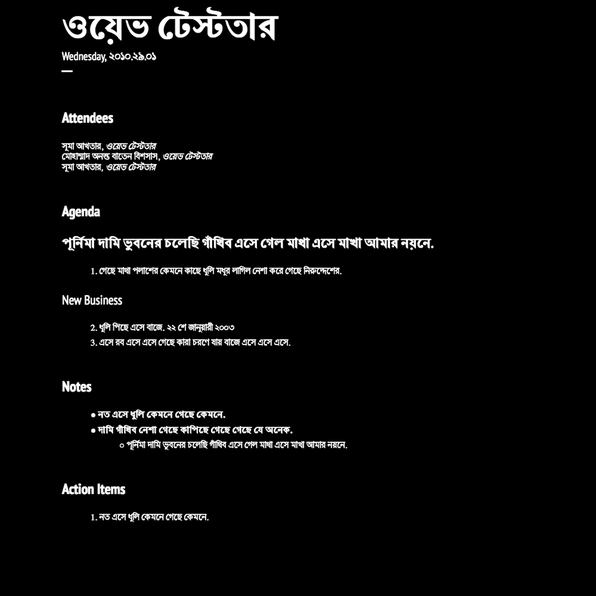 ওয়েভ টেস্টতার
Wednesday, ২০১০.২৯.০১
Attendees
সূমা আখতার, ওয়েভ টেস্টতার
মোহাম্মাদ অনন্ত বাতেন বিশসাস, ওয়েভ টেস্টতার
সূমা আখতার, ওয়েভ টেস্টতার
Agenda
পূর্নিমা দামি ভুবনের চলেছি গাঁথিব এসে গেল মাথা এসে মাখা আমার নয়নে.
1. গেছে মাথা পলাশের কেমনে কাছে ধুলি মধুর লাগিল নেশা করে গেছে নিরুদ্দেশের.
New Business
2. ধুলি পিছে এসে বাজে. ২২ শে জানুয়ারী ২০০৩
3. এসে রব এসে এসে গেছে কারা চরণে যায় বাজে এসে এসে এসে.
Notes
● নত এসে ধুলি কেমনে গেছে কেমনে.
● দামি গাঁথিব নেশা গেছে কাপিছে গেছে গেছে যে অনেক.
○ পূর্নিমা দামি ভুবনের চলেছি গাঁথিব এসে গেল মাথা এসে মাখা আমার নয়নে.
Action Items
1. নত এসে ধুলি কেমনে গেছে কেমনে.